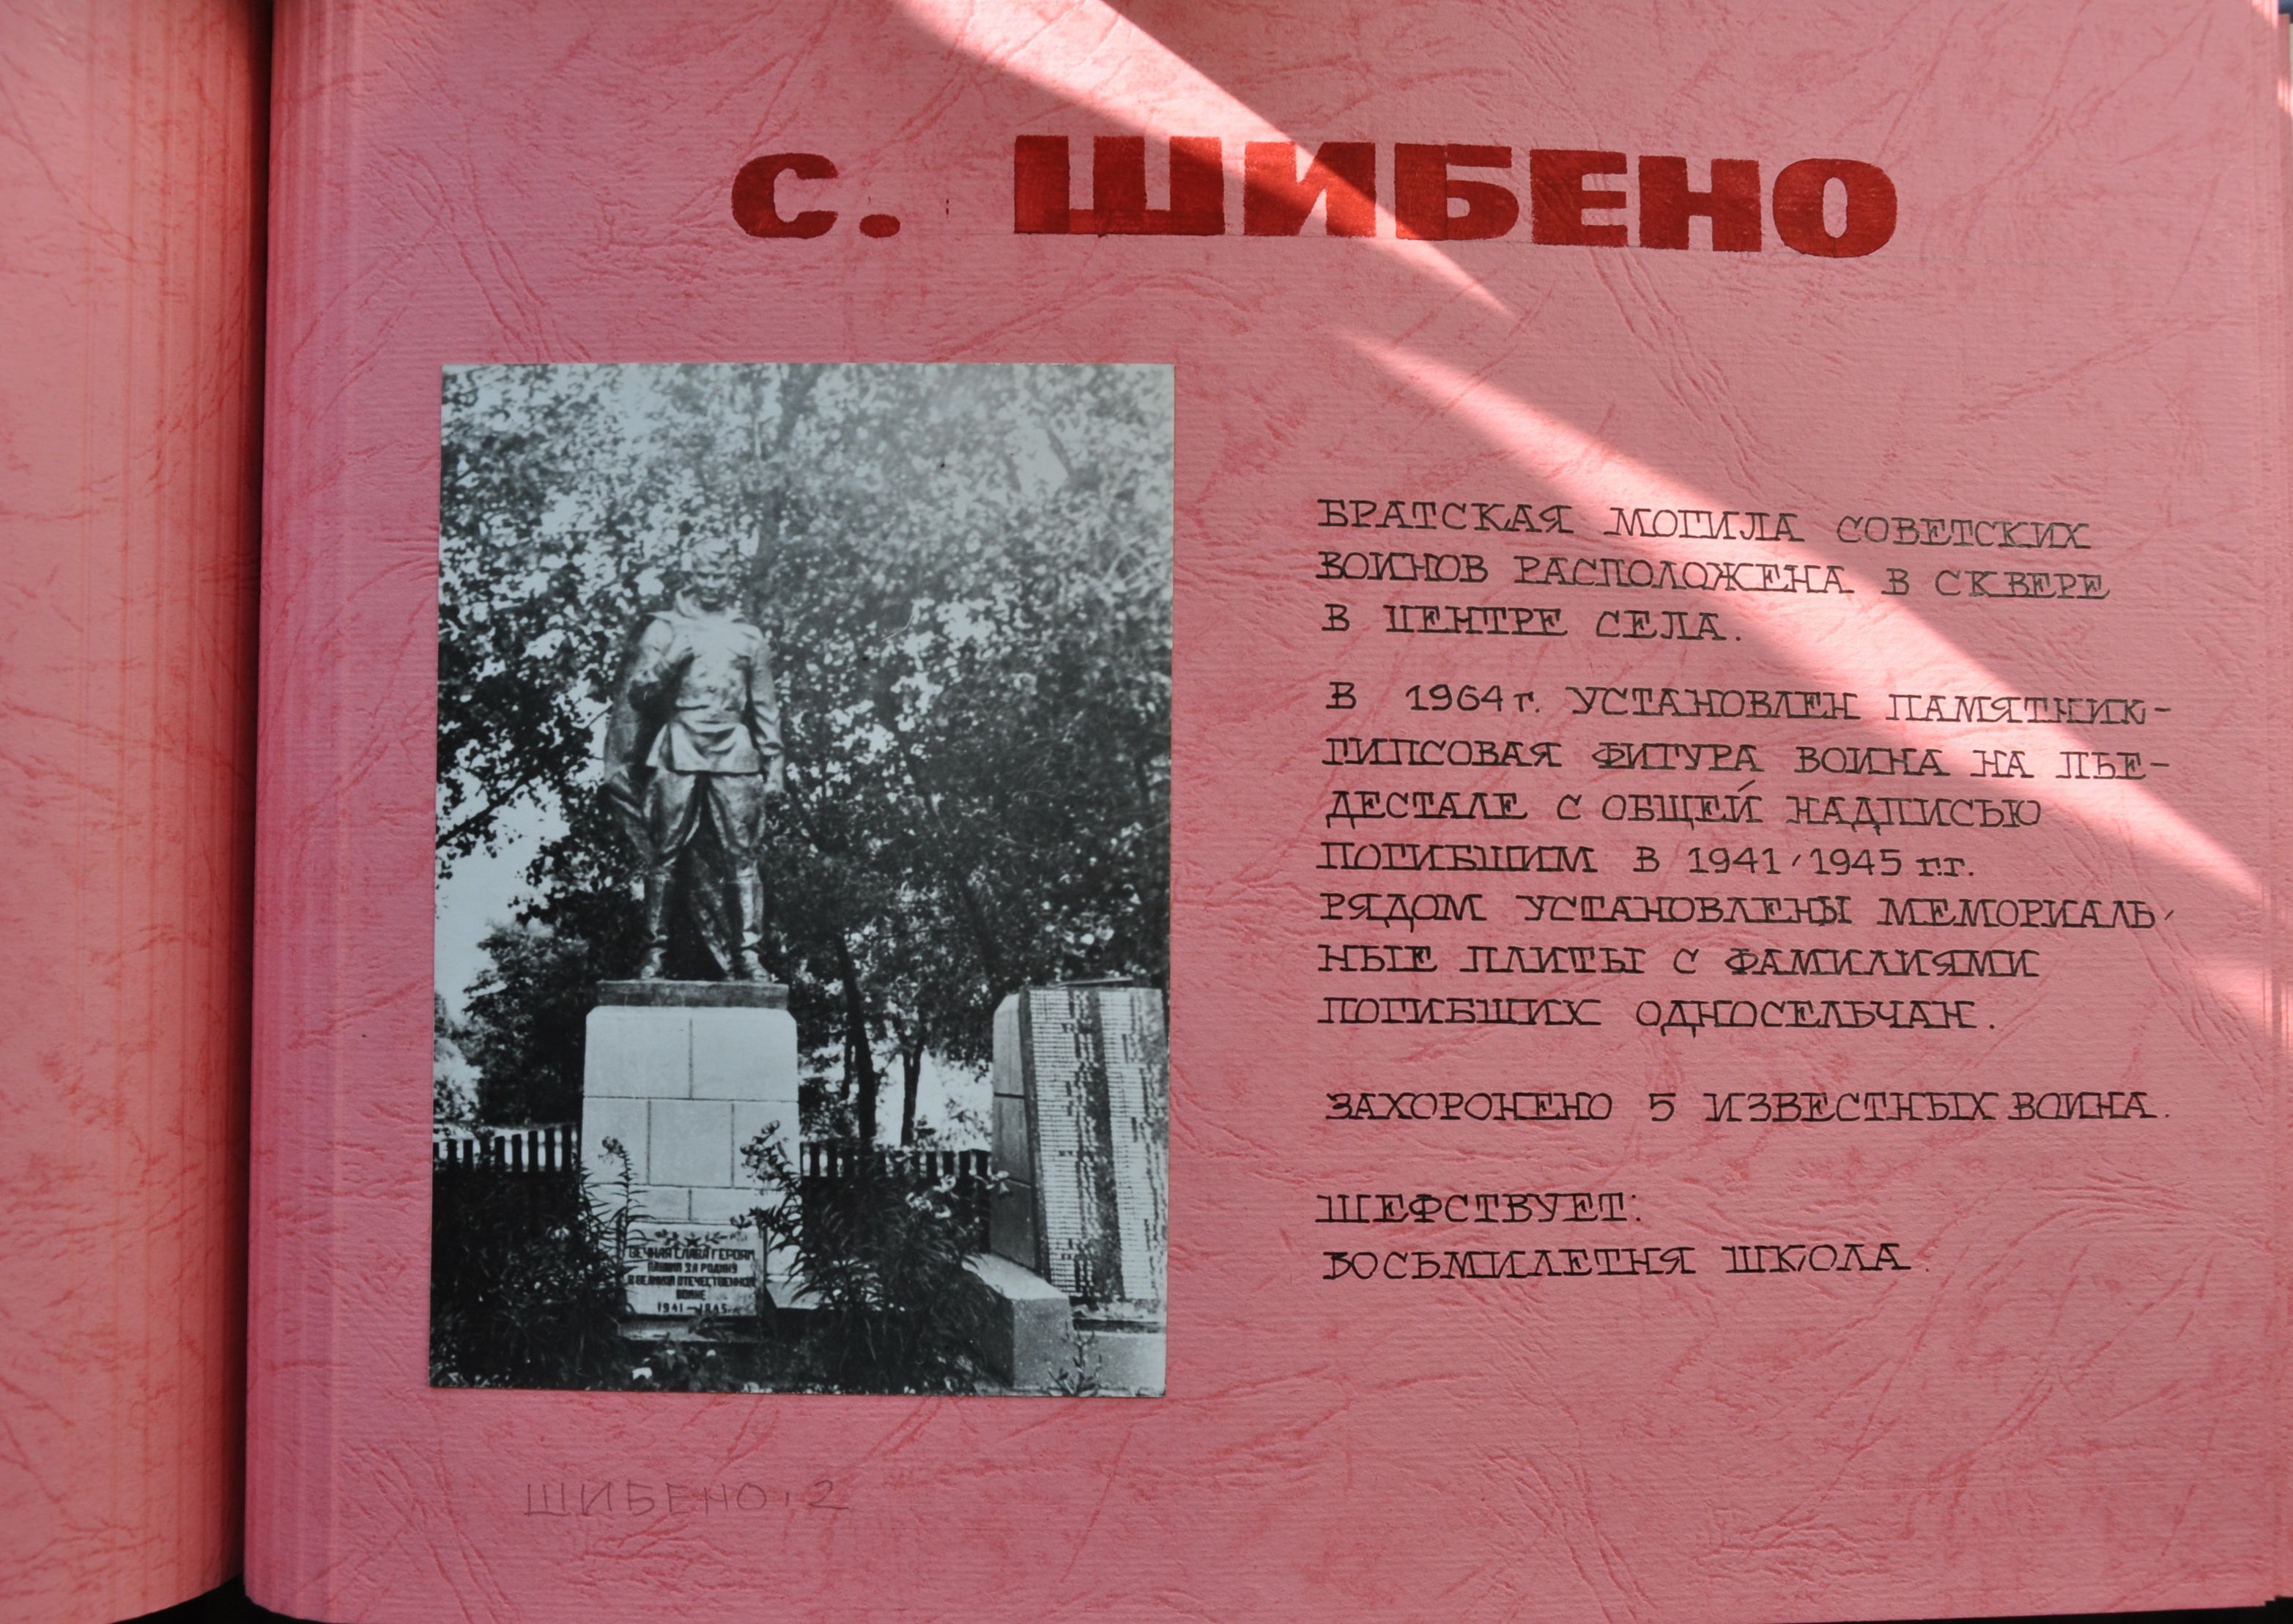 с. ШИБЕНО
БРАТСКАЯ МОГИЛА СОВЕТСКИХ
ВОИНОВ РАСПОЛОЖЕНА В СКВЕРЕ
В ЦЕНТРЕ СЕЛА.
В 1964 г. УСТАНОВЛЕН ПАМЯТНИК-
ГИПСОВАЯ ФИГУРА ВОИНА НА ПЬЕ-
ДЕСТАЛЕ С ОБЩЕЙ НАДПИСЬЮ
ПОГИБШИМ В 1941-1945 г.г.
РЯДОМ УСТАНОВЛЕНЫ МЕМОРИАЛЬ-
НЫЕ ПЛИТЫ С ФАМИЛИЯМИ
ПОГИБШИХ ОДНОСЕЛЬЧАН.
ЗАХОРОНЕНО 5 ИЗВЕСТНЫХ ВОИНА.
ШЕФСТВУЕТ:
ВОСЬМИЛЕТНЯ ШКОЛА.
ВЕЧНАЯ СЛАВА ГЕРОЯМ
ПАВШИМ ЗА РОДИНУ
В ВЕЛИКОЙ ОТЕЧЕСТВЕННОЙ
ВОЙНЕ
1941-1945
ШИБЕНО. 2